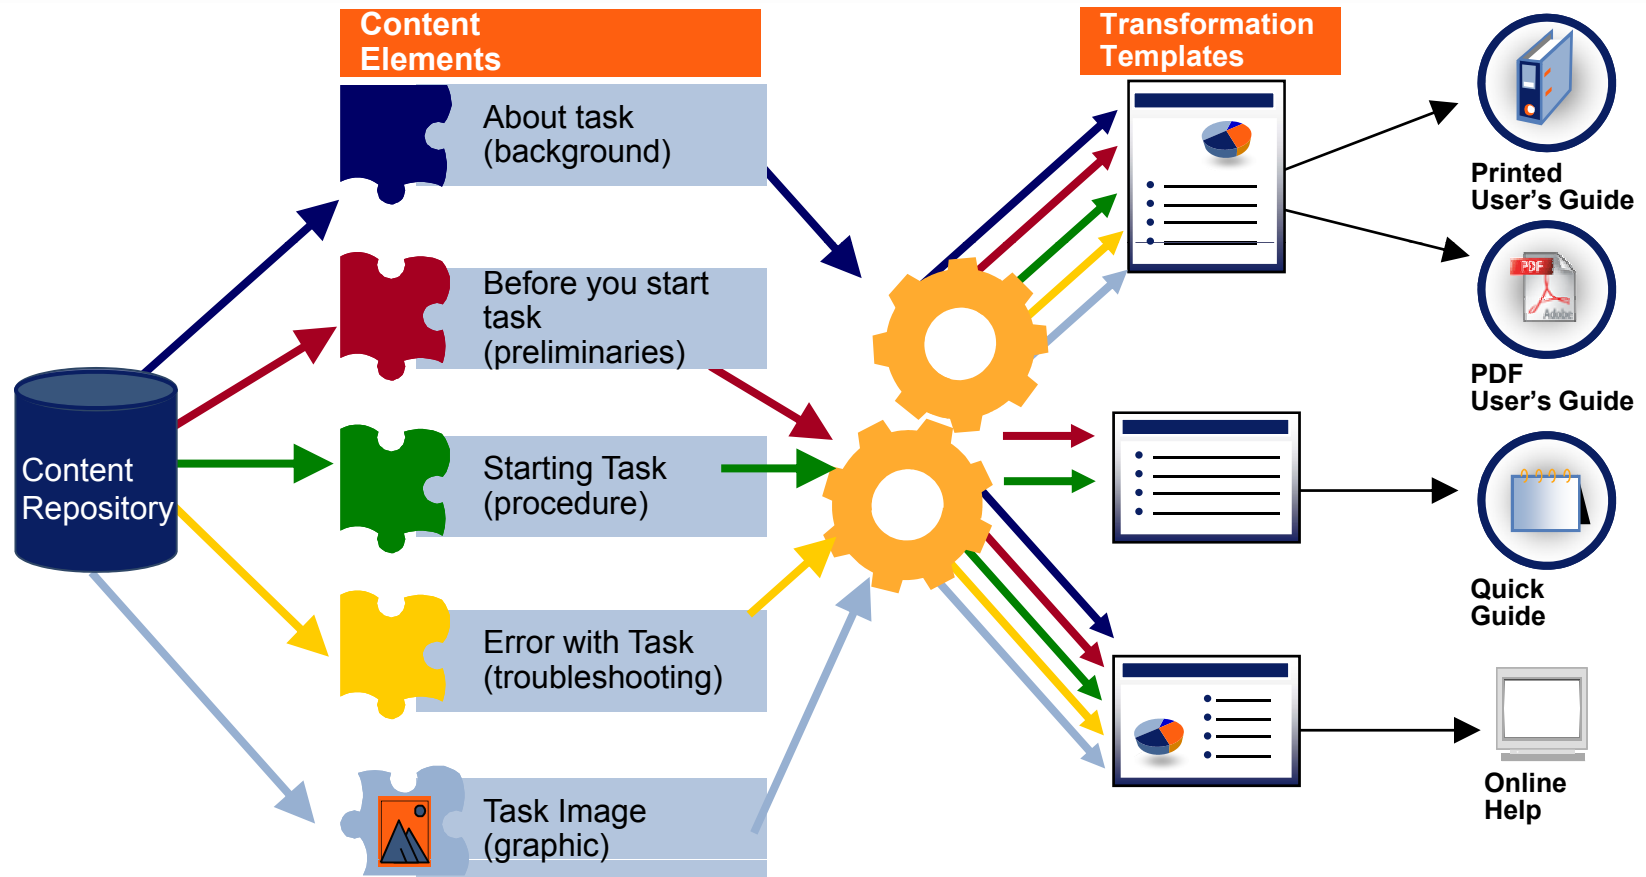 Content
Elements
Transformation
Templates
About task
(background)
Printed
User’s Guide
Before you start
task
(preliminaries)
PDF
Adobe
PDF
User’s Guide
Content
Repository
Starting Task
(procedure)
Quick
Guide
Error with Task
(troubleshooting)
Online
Help
Task Image
(graphic)